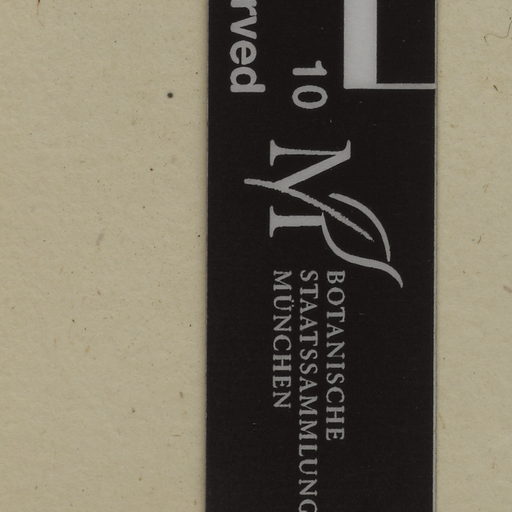 rved
10
BOTANISCHE
STAATSSAMMLUNG
MÜNCHEN